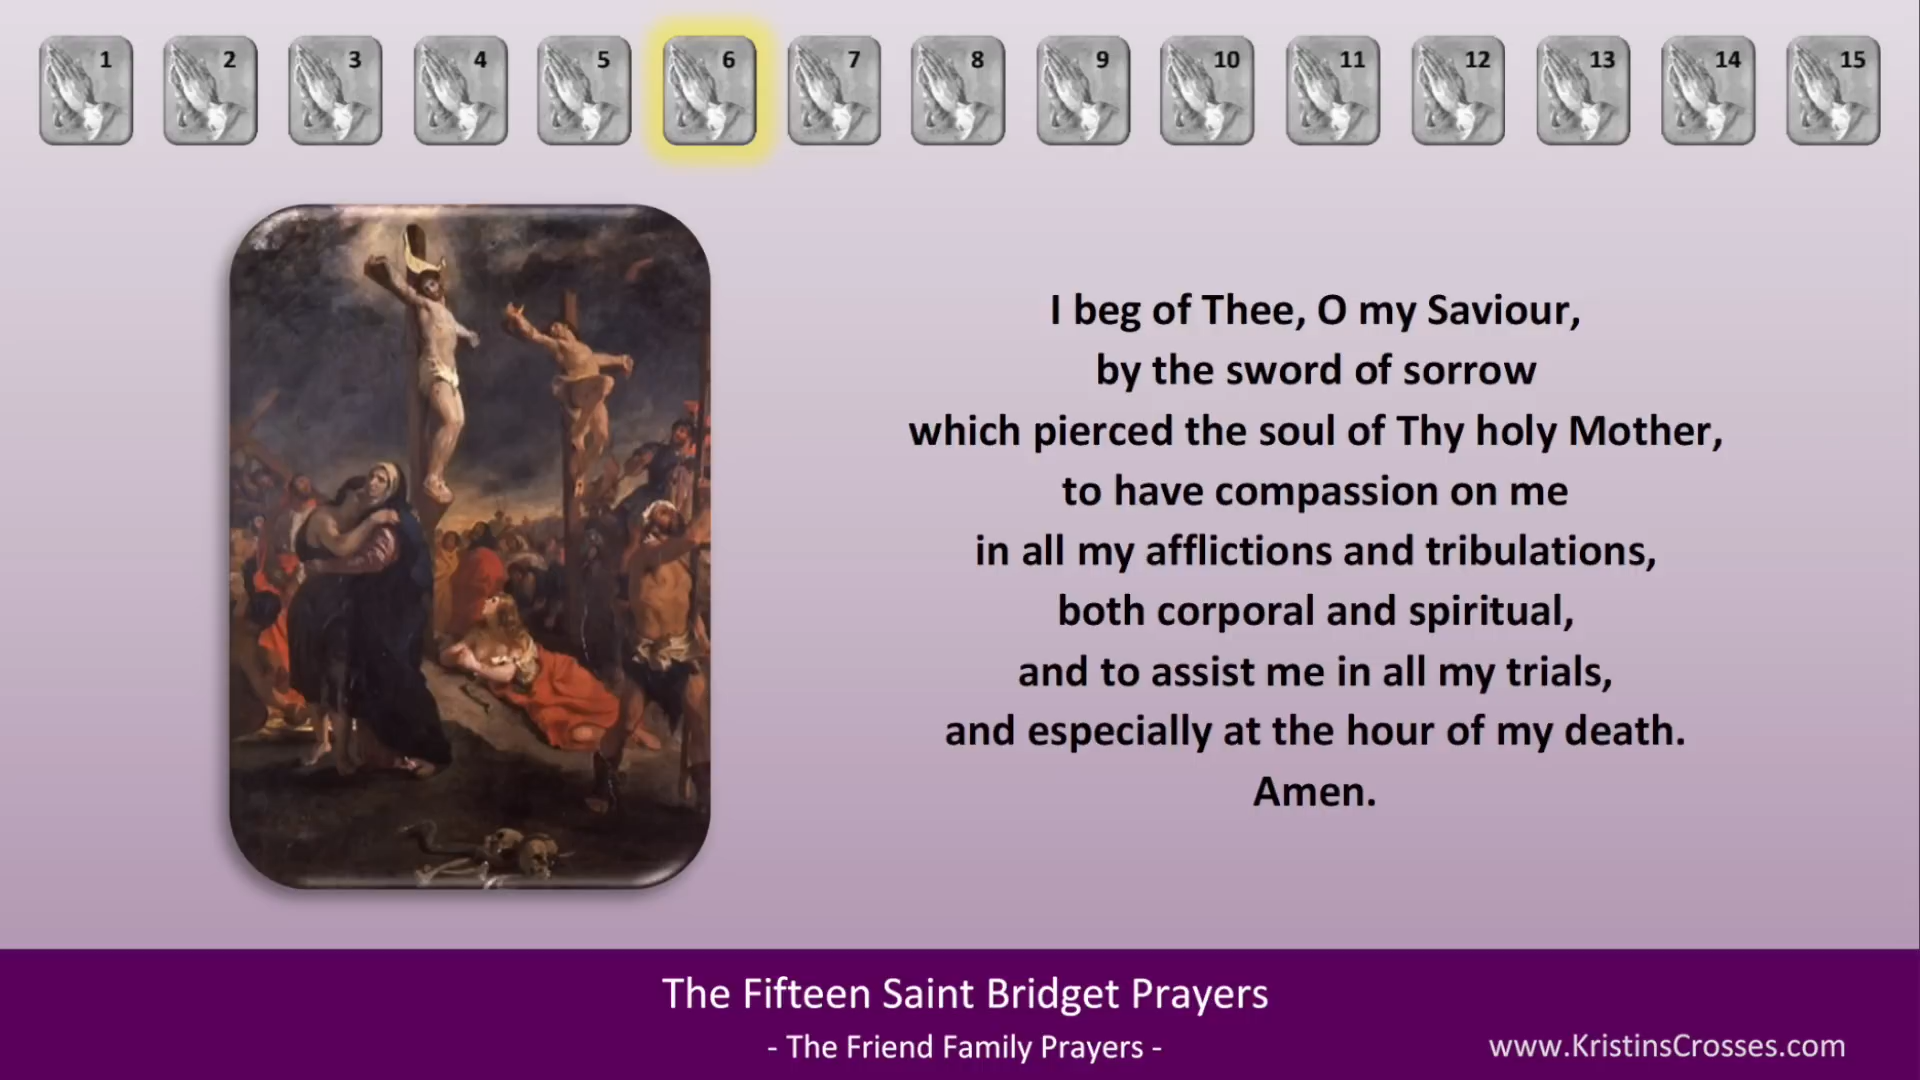 1 2 3 4 5 6 7 8 9 10 11 12 13 14 15
I beg of Thee, O my Saviour,
by the sword of sorrow
which pierced the soul of Thy holy Mother,
to have compassion on me
in all my afflictions and tribulations,
both corporal and spiritual,
and to assist me in all my trials,
and especially at the hour of my death.
Amen.
The Fifteen Saint Bridget Prayers
- The Friend Family Prayers -
www.KristinsCrosses.com